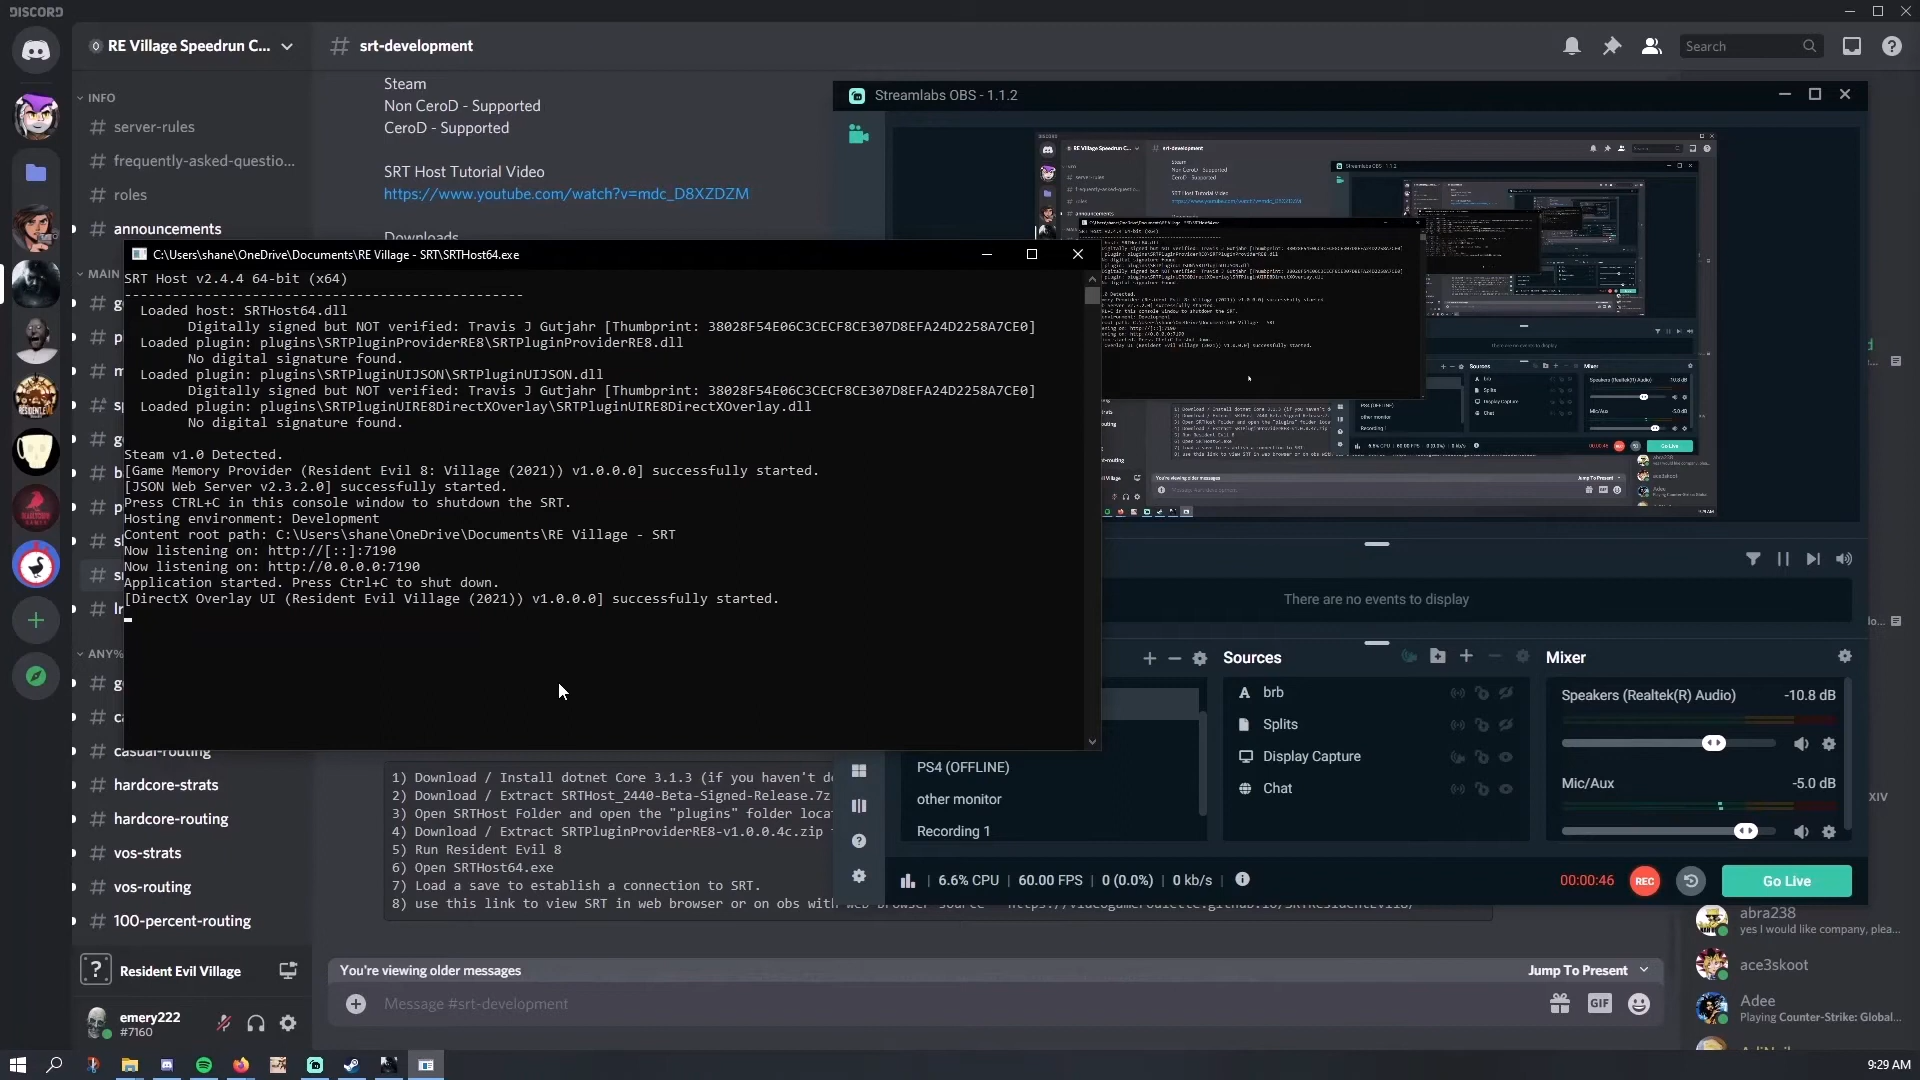 DISCORD
RE Village Speedrun C...
# srt-development
Search
INFO
# server-rules
# frequently-asked-questio...
# roles
# announcements
MAIN
ANY%
casual-routing
# hardcore-strats
# hardcore-routing
# vos-strats
# vos-routing
# 100-percent-routing
Resident Evil Village
emery222
#7160
Steam
Non CeroD - Supported
CeroD - Supported
SRT Host Tutorial Video
https://www.youtube.com/watch?v=mdc_D8XZDZM
Downloads
C:\Users\shane\OneDrive\Documents\RE Village - SRT\SRTHost64.exe
SRT Host v2.4.4 64-bit (x64)
--------------------------------------------------
Loaded host: SRTHost64.dll
Digitally signed but NOT verified: Travis J Gutjahr [Thumbprint: 38028F54E06C3CECF8CE307D8EFA24D2258A7CE0]
Loaded plugin: plugins\SRTPluginProviderRE8\SRTPluginProviderRE8.dll
No digital signature found.
Loaded plugin: plugins\SRTPluginUIJSON\SRTPluginUIJSON.dll
Digitally signed but NOT verified: Travis J Gutjahr [Thumbprint: 38028F54E06C3CECF8CE307D8EFA24D2258A7CE0]
Loaded plugin: plugins\SRTPluginUIRE8DirectXOverlay\SRTPluginUIRE8DirectXOverlay.dll
No digital signature found.
Steam v1.0 Detected.
[Game Memory Provider (Resident Evil 8: Village (2021)) v1.0.0.0] successfully started.
[JSON Web Server v2.3.2.0] successfully started.
Press CTRL+C in this console window to shutdown the SRT.
Hosting environment: Development
Content root path: C:\Users\shane\OneDrive\Documents\RE Village - SRT
Now listening on: http://[::]:7190
Now listening on: http://0.0.0.0:7190
Application started. Press Ctrl+C to shut down.
[DirectX Overlay UI (Resident Evil Village (2021)) v1.0.0.0] successfully started.
1) Download / Install dotnet Core 3.1.3 (if you haven't
2) Download / Extract SRTHost_2440-Beta-Signed-Release.7z
3) Open SRTHost Folder and open the "plugins" folder
4) Download / Extract SRTPluginProviderRE8-v1.0.0.4c.zip
5) Run Resident Evil 8
6) Open SRTHost64.exe
7) Load a save to establish a connection to SRT.
8) use this link to view SRT in web browser or on obs with
You're viewing older messages
Jump To Present
Message #srt-development
GIF
Streamlabs OBS - 1.1.2
There are no events to display
PS4 (OFFLINE)
other monitor
Recording 1
Sources
brb
Splits
Display Capture
Chat
Mixer
Speakers (Realtek(R) Audio) -10.8 dB
Mic/Aux -5.0 dB
6.6% CPU | 60.00 FPS | 0 (0.0%) | 0 kb/s
00:00:46
REC
Go Live
XIV
abra238
yes I would like company, plea...
ace3skoot
Adee
Playing Counter-Strike: Global...
9:29 AM